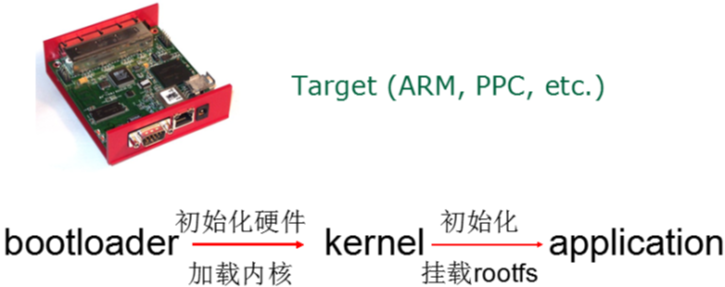 Target (ARM, PPC, etc.)
初始化硬件 初始化
bootloader kernel application
加载内核 挂载rootfs